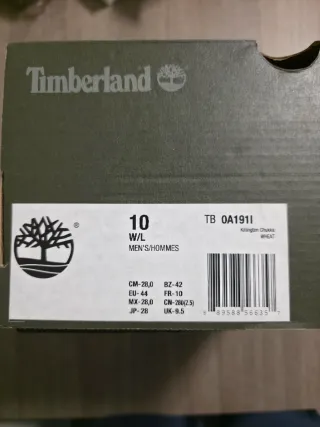 Timberland
®
10
W/L
MEN'S/HOMMES
TB 0A191I
Killington Chukka
WHEAT
CM-28,0 BZ-42
EU-44 FR-10
MX-28,0 CN-280(2.5)
JP-28 UK-9.5